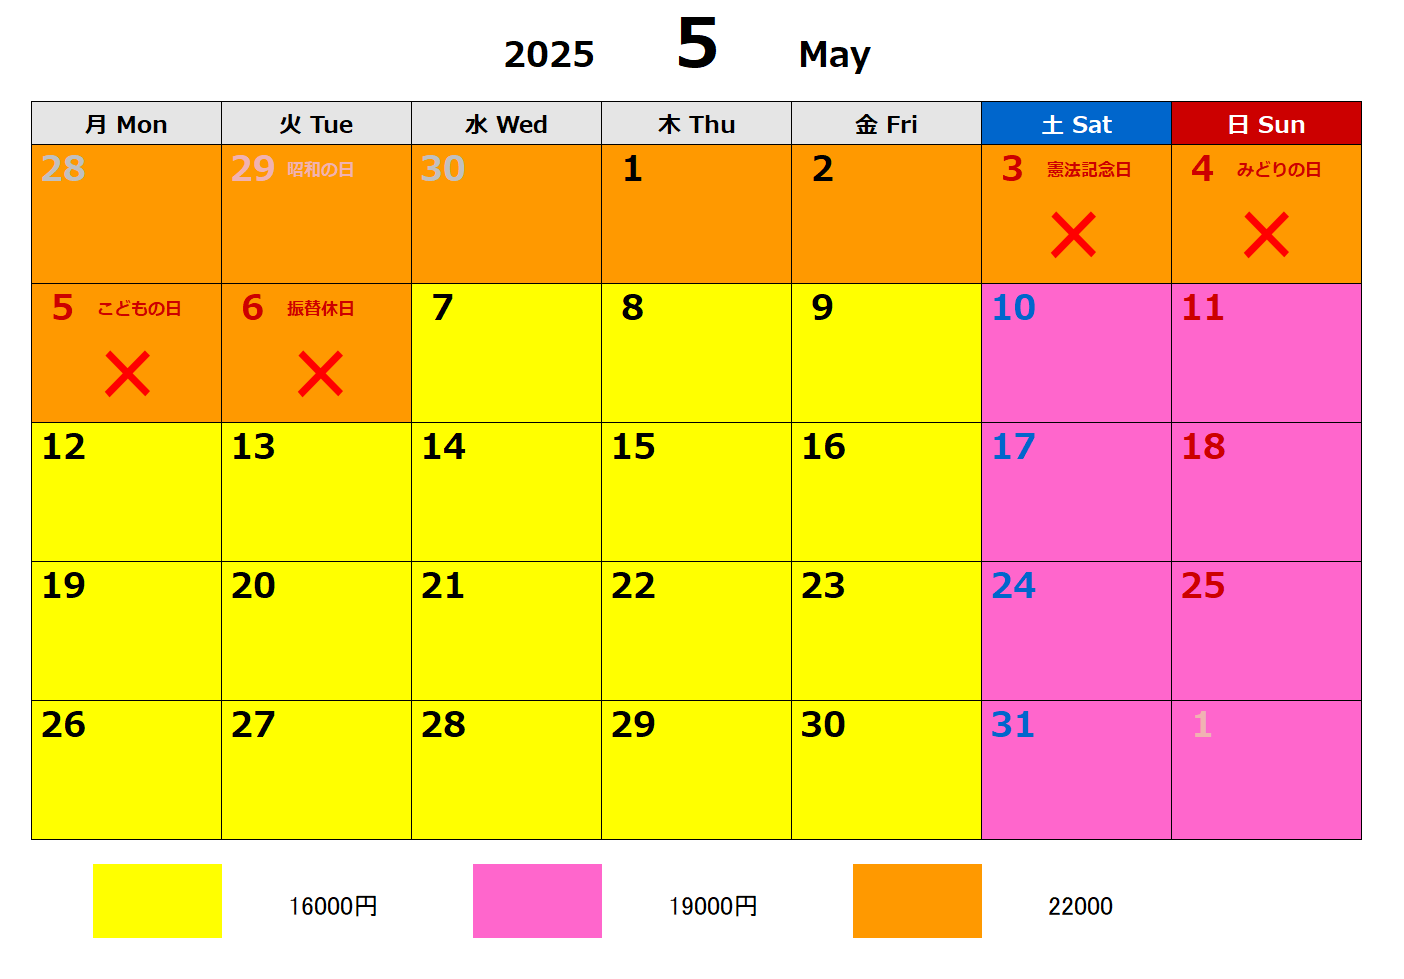 2025 5 May
月 Mon 火 Tue 水 Wed 木 Thu 金 Fri 土 Sat 日 Sun
28 29 昭和の日 30 1 2 3 憲法記念日 4 みどりの日
5 こどもの日 6 振替休日 7 8 9 10 11
12 13 14 15 16 17 18
19 20 21 22 23 24 25
26 27 28 29 30 31 1
16000円 19000円 22000